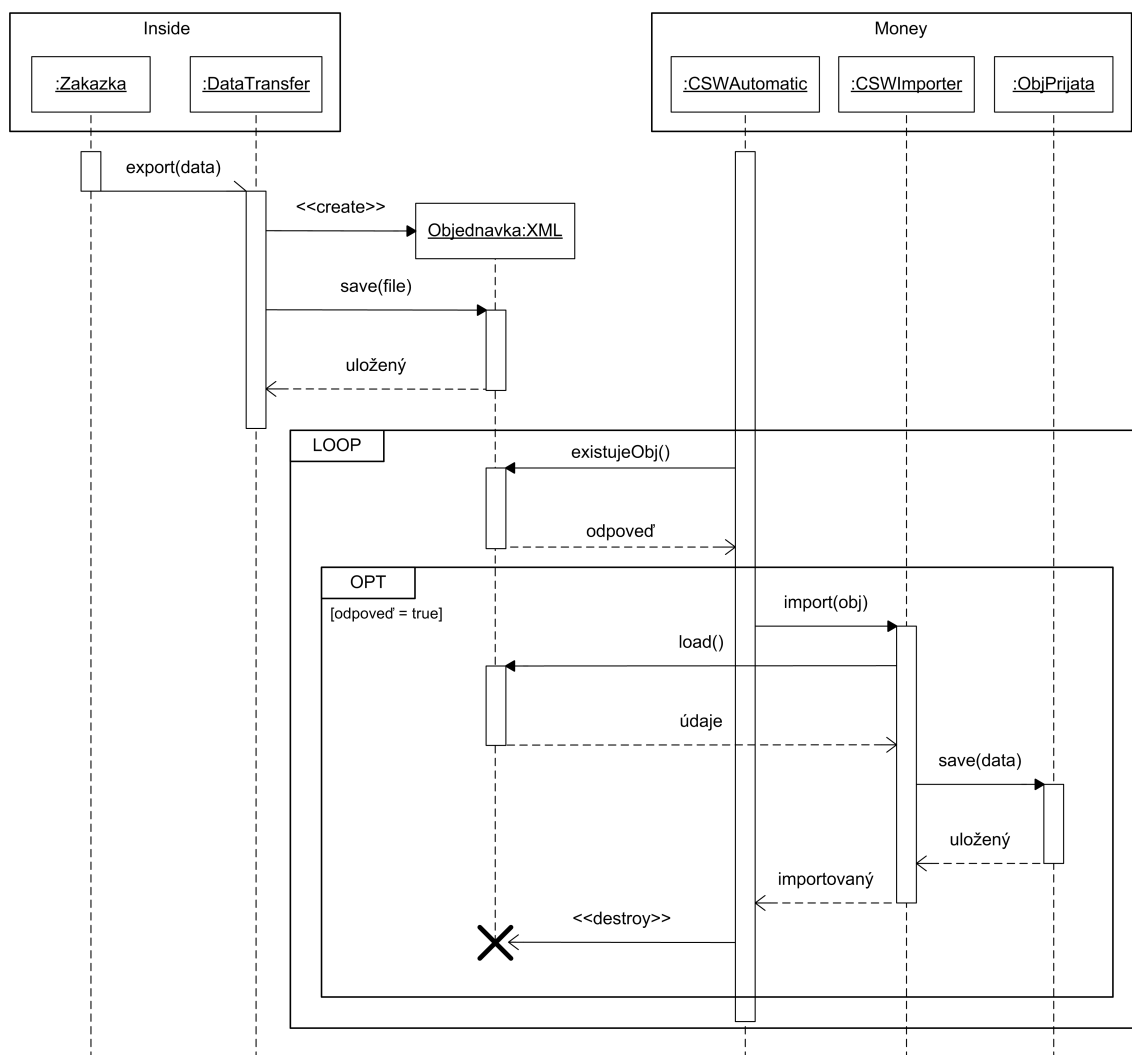 Inside
Money
:Zakazka
:DataTransfer
:CSWAutomatic
:CSWImporter
:ObjPrijata
export(data)
<<create>>
Objednavka:XML
save(file)
uložený
LOOP
existujeObj()
odpoveď
OPT
[odpoveď = true]
import(obj)
load()
údaje
save(data)
uložený
importovaný
<<destroy>>